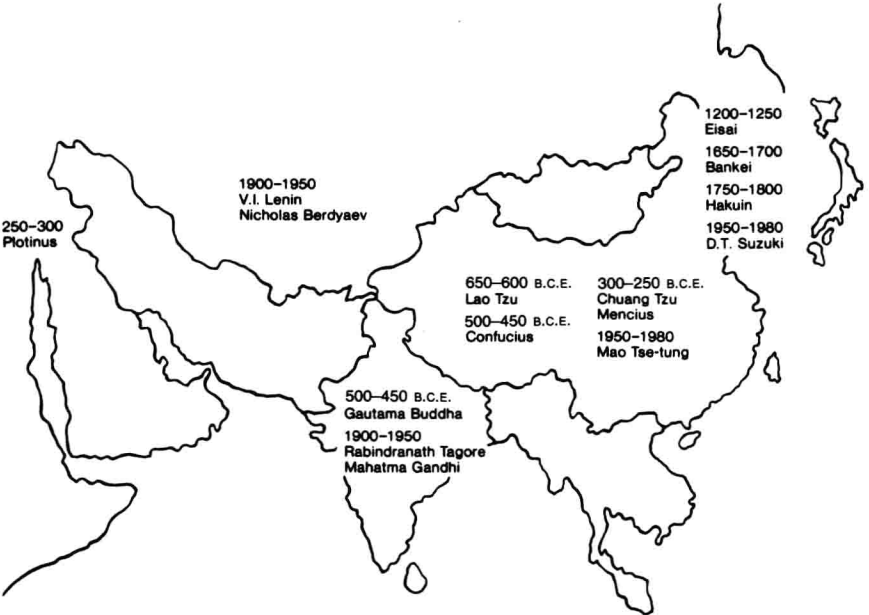 1200–1250
Eisai
1650–1700
Bankei
1750–1800
Hakuin
1950–1980
D.T. Suzuki
1900–1950
V.I. Lenin
Nicholas Berdyaev
250–300
Plotinus
650–600 B.C.E.
Lao Tzu
500–450 B.C.E.
Confucius
300–250 B.C.E.
Chuang Tzu
Mencius
1950–1980
Mao Tse-tung
500–450 B.C.E.
Gautama Buddha
1900–1950
Rabindranath Tagore
Mahatma Gandhi